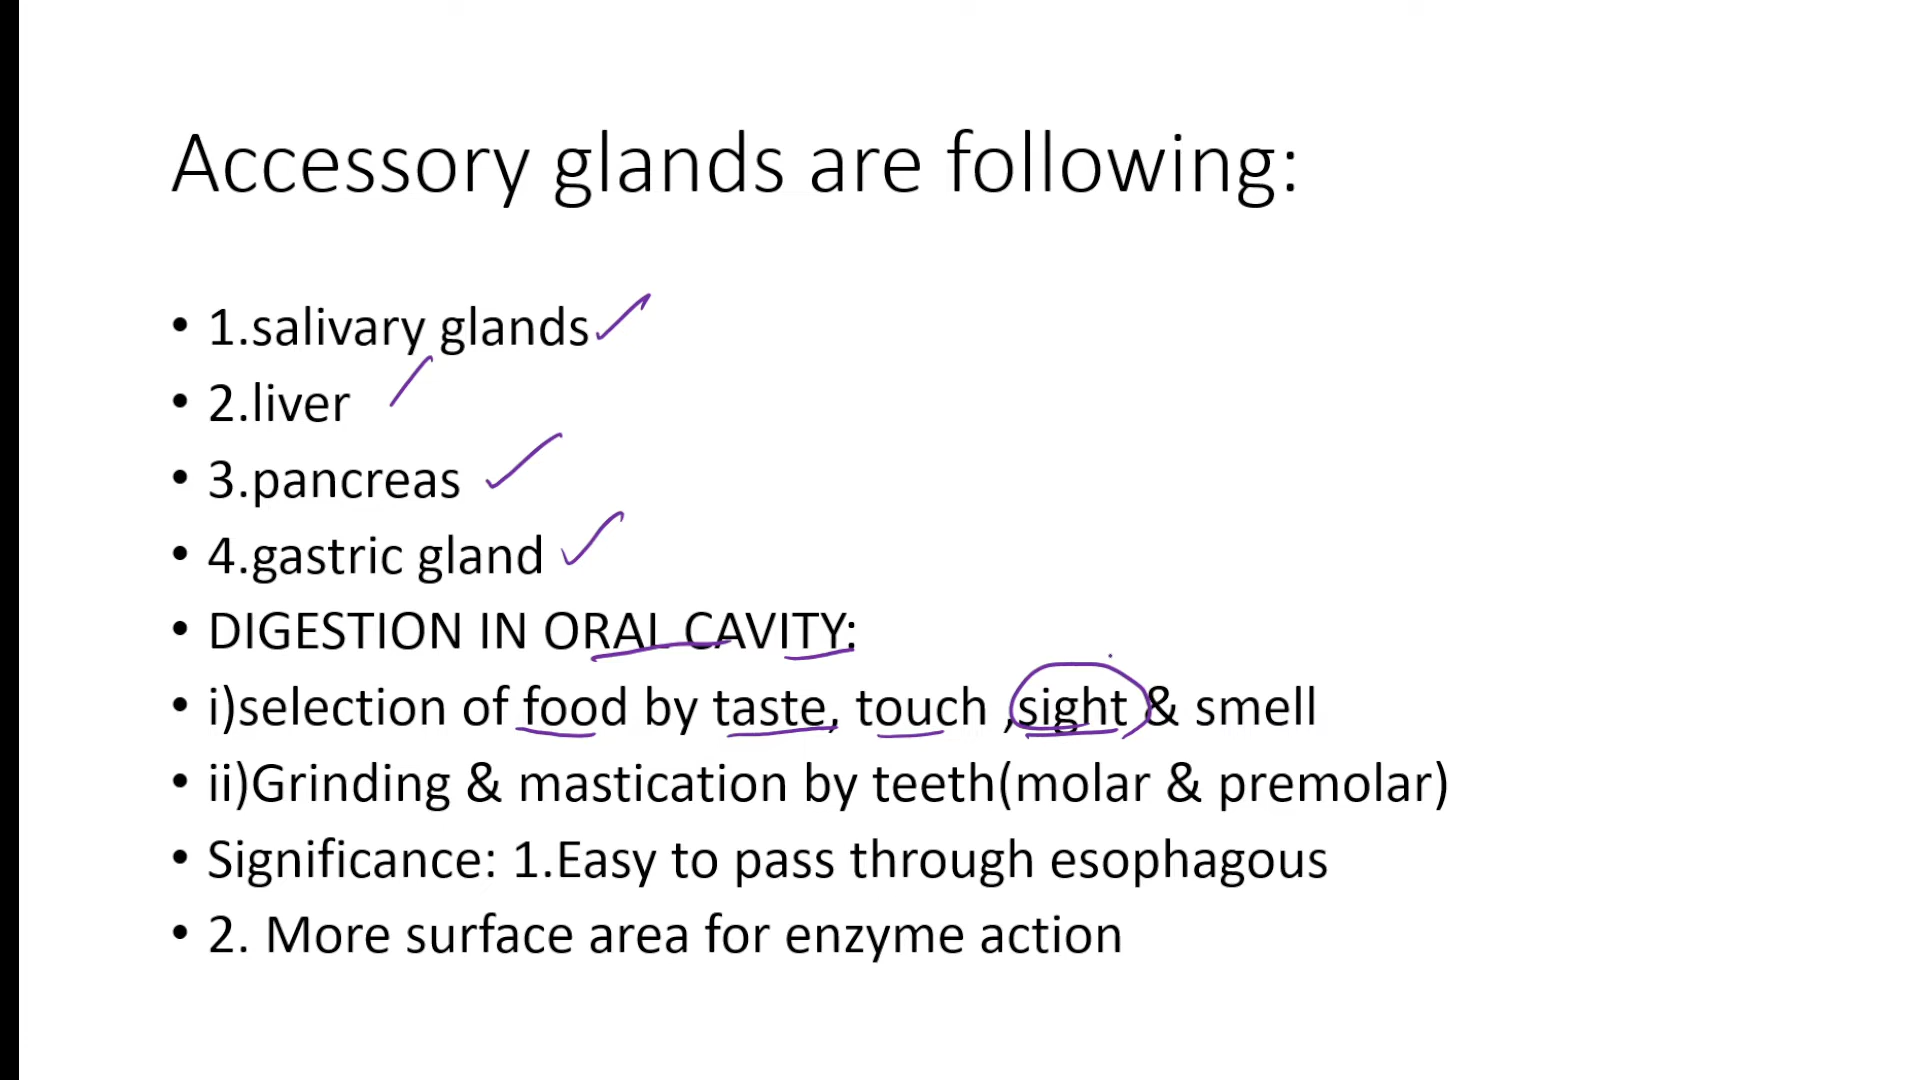 Accessory glands are following:
• 1.salivary glands
• 2.liver
• 3.pancreas
• 4.gastric gland
• DIGESTION IN ORAL CAVITY:
• i)selection of food by taste, touch ,sight & smell
• ii)Grinding & mastication by teeth(molar & premolar)
• Significance: 1.Easy to pass through esophagous
• 2. More surface area for enzyme action